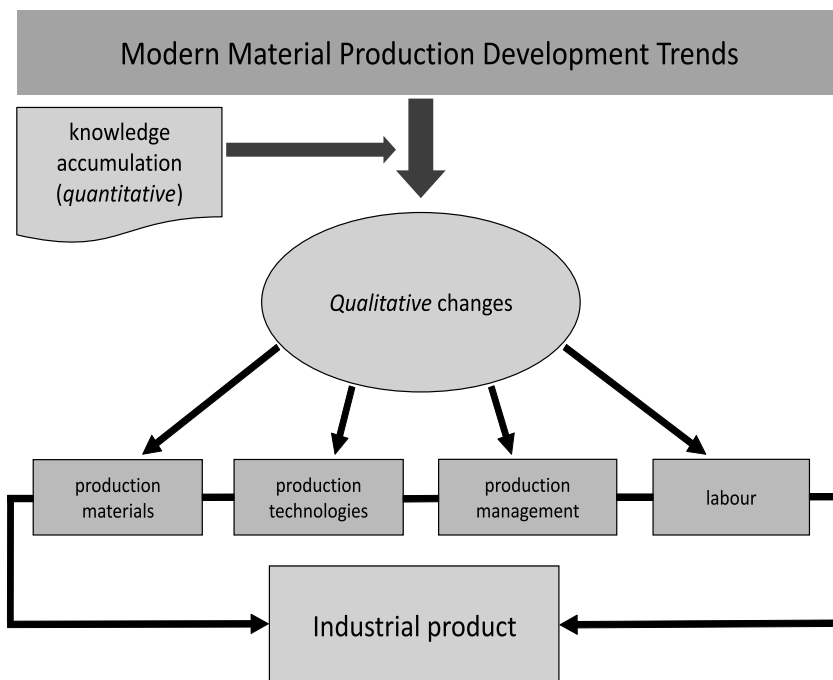 Modern Material Production Development Trends
knowledge
accumulation
(quantitative)
Qualitative changes
production
materials
production
technologies
production
management
labour
Industrial product